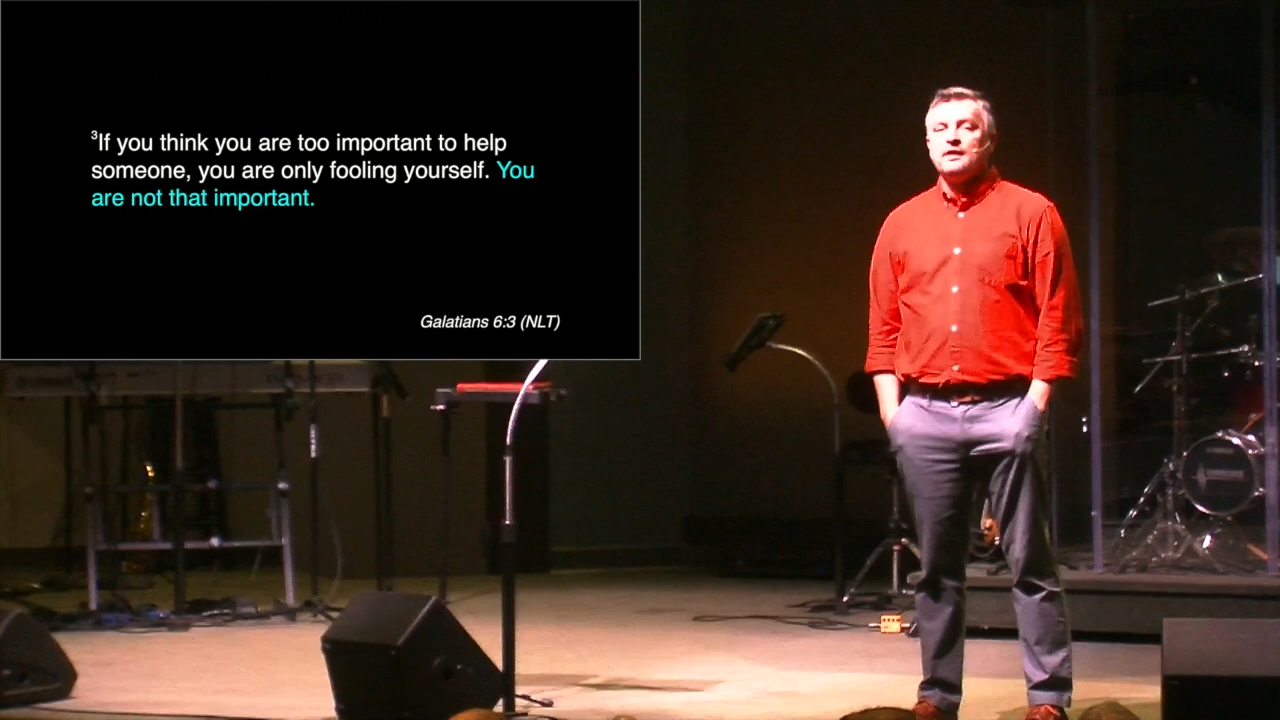 ³If you think you are too important to help
someone, you are only fooling yourself. You
are not that important.
Galatians 6:3 (NLT)